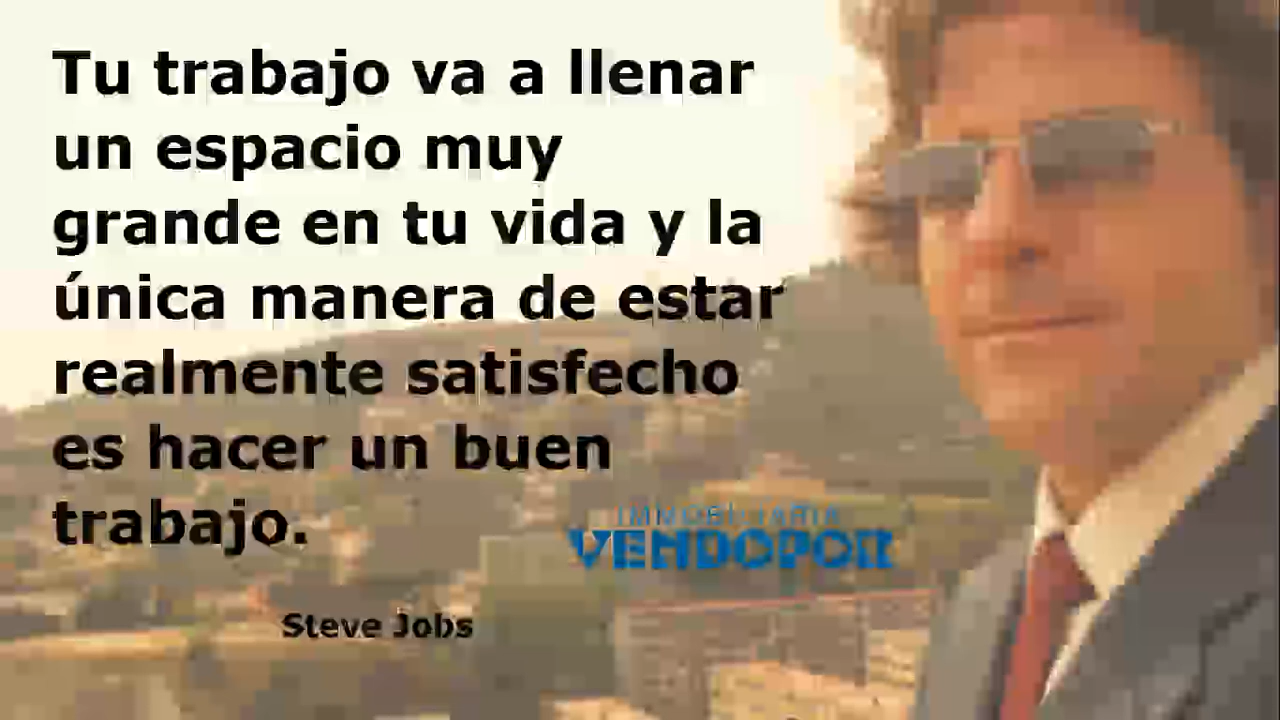 Tu trabajo va a llenar
un espacio muy
grande en tu vida y la
única manera de estar
realmente satisfecho
es hacer un buen
trabajo.
IMMOBILIARIA
VENDOPOR
Steve Jobs